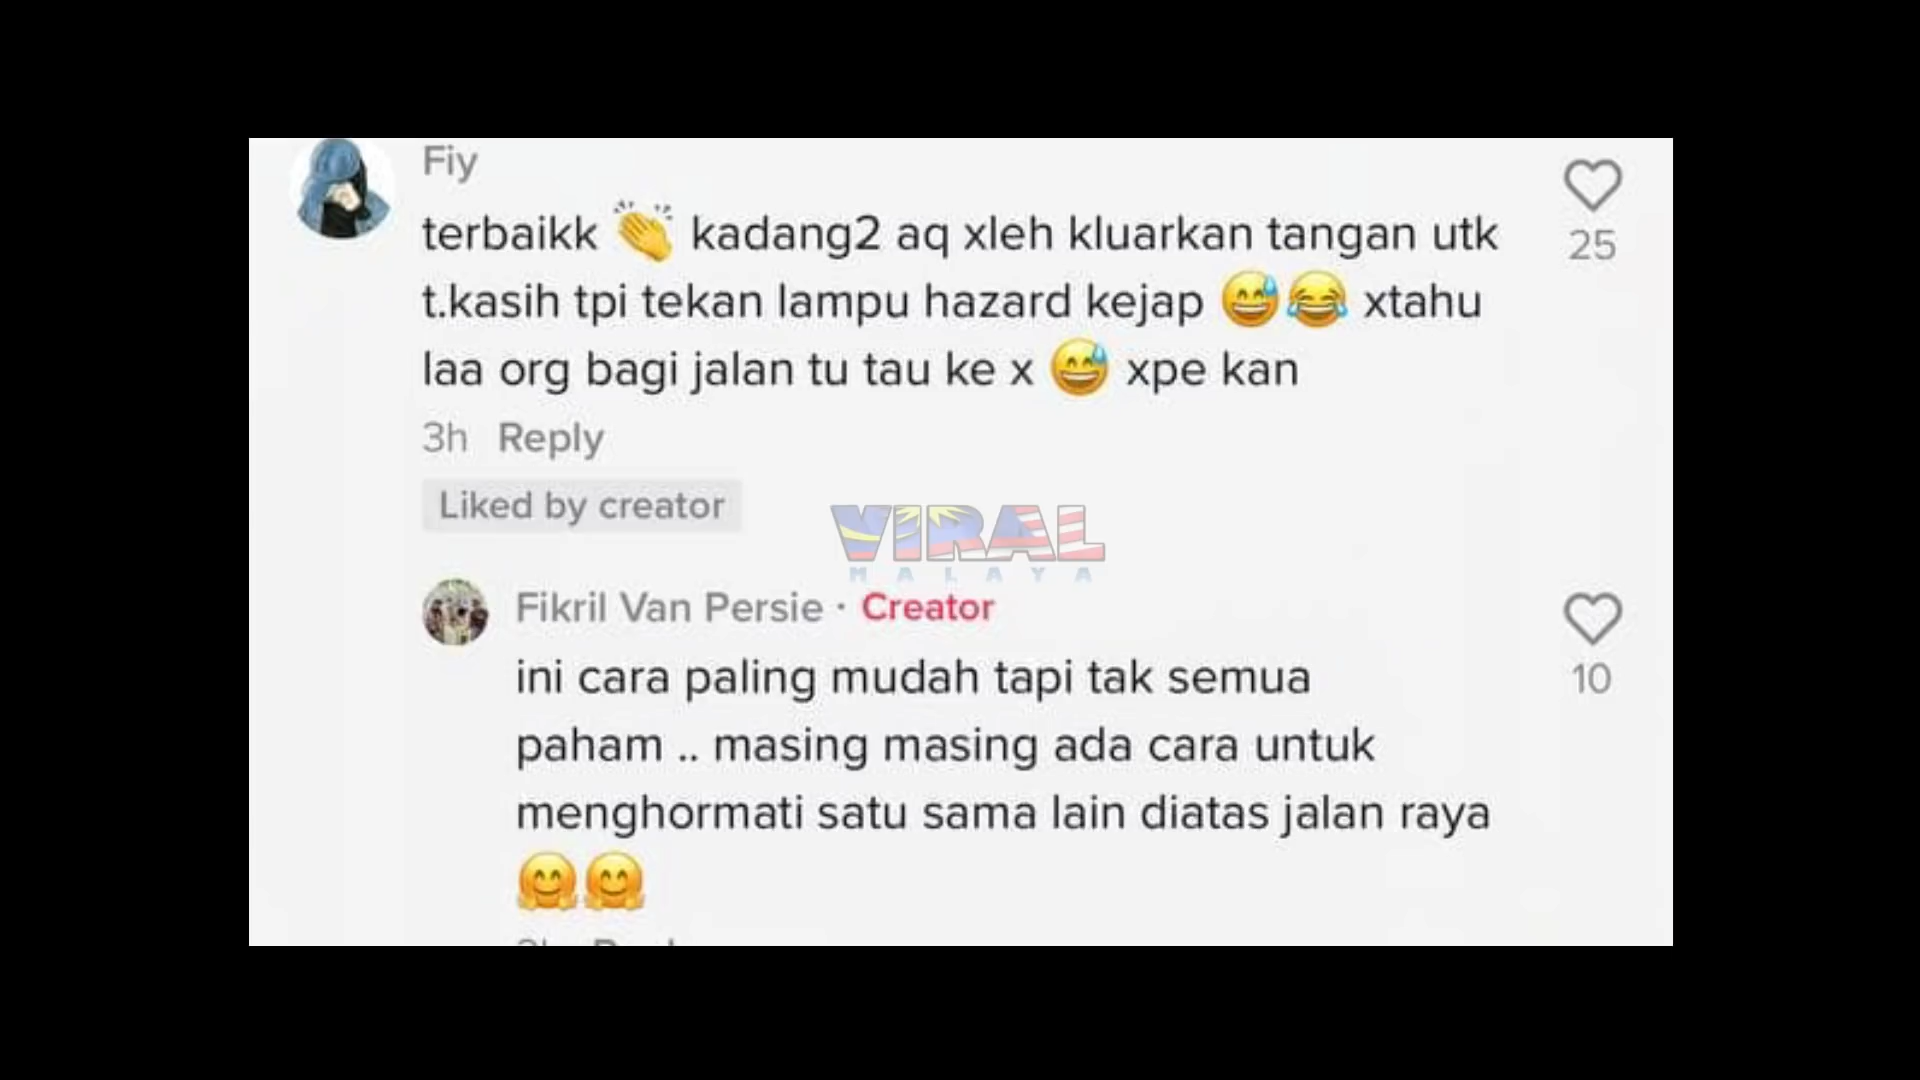 Fiy
terbaikk 👏 kadang2 aq xleh kluarkan tangan utk
t.kasih tpi tekan lampu hazard kejap 😅😂 xtahu
laa org bagi jalan tu tau ke x 😅 xpe kan
25
3h Reply
Liked by creator
VIRAL
MALAYA
Fikril Van Persie · Creator
ini cara paling mudah tapi tak semua
paham .. masing masing ada cara untuk
menghormati satu sama lain diatas jalan raya
🤗🤗
10